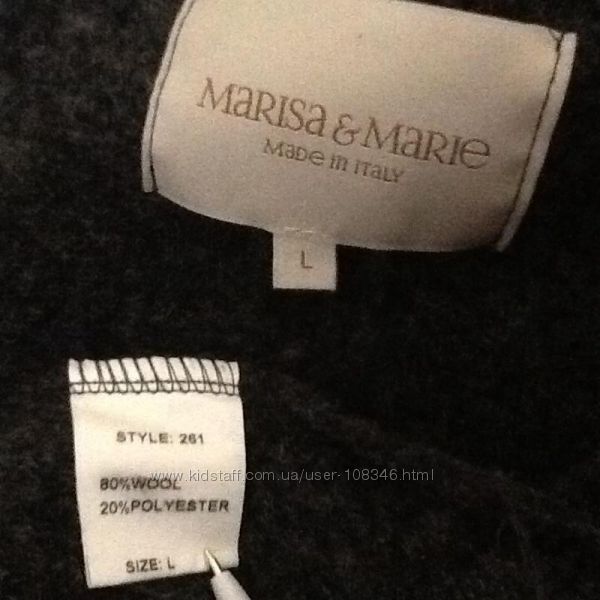 MARISA & MARIE
MADE IN ITALY
L
STYLE: 261
www.kidstaff.com.ua/user-108346.html
80%WOOL
20%POLYESTER
SIZE: L